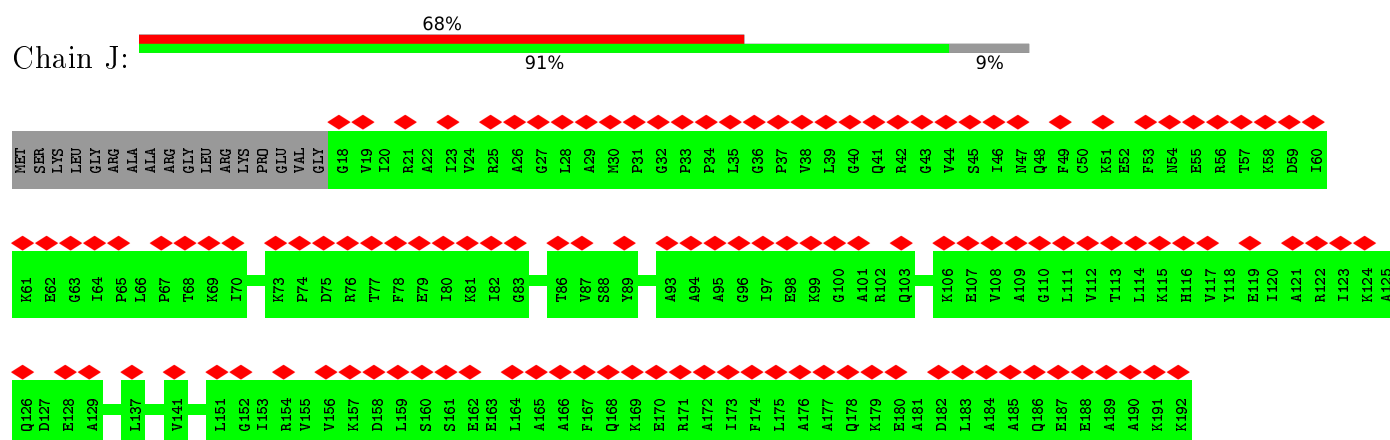 68%
Chain J:
91% 9%
MET SER LYS LEU GLY ARG ALA ALA ARG GLY LEU ARG LYS PRO GLU VAL GLY G18 V19 I20 R21 A22 I23 V24 R25 A26 G27 L28 A29 M30 P31 G32 P33 P34 L35 G36 P37 V38 L39 G40 Q41 R42 G43 V44 S45 I46 N47 Q48 F49 C50 K51 E52 F53 N54 E55 R56 T57 K58 D59 I60
K61 E62 G63 I64 P65 L66 P67 T68 K69 I70 K73 P74 D75 R76 T77 F78 E79 I80 K81 I82 G83 T86 V87 S88 Y89 A93 A94 A95 G96 I97 E98 K99 G100 A101 R102 Q103 K106 E107 V108 A109 G110 L111 V112 T113 L114 K115 H116 V117 Y118 E119 I120 A121 R122 I123 K124 A125
Q126 D127 E128 A129 L137 V141 L151 G152 I153 R154 V155 V156 K157 D158 L159 S160 S161 E162 E163 L164 A165 A166 F167 Q168 K169 E170 R171 A172 I173 F174 L175 A176 A177 Q178 K179 E180 A181 D182 L183 A184 A185 Q186 E187 E188 A189 A190 K191 K192